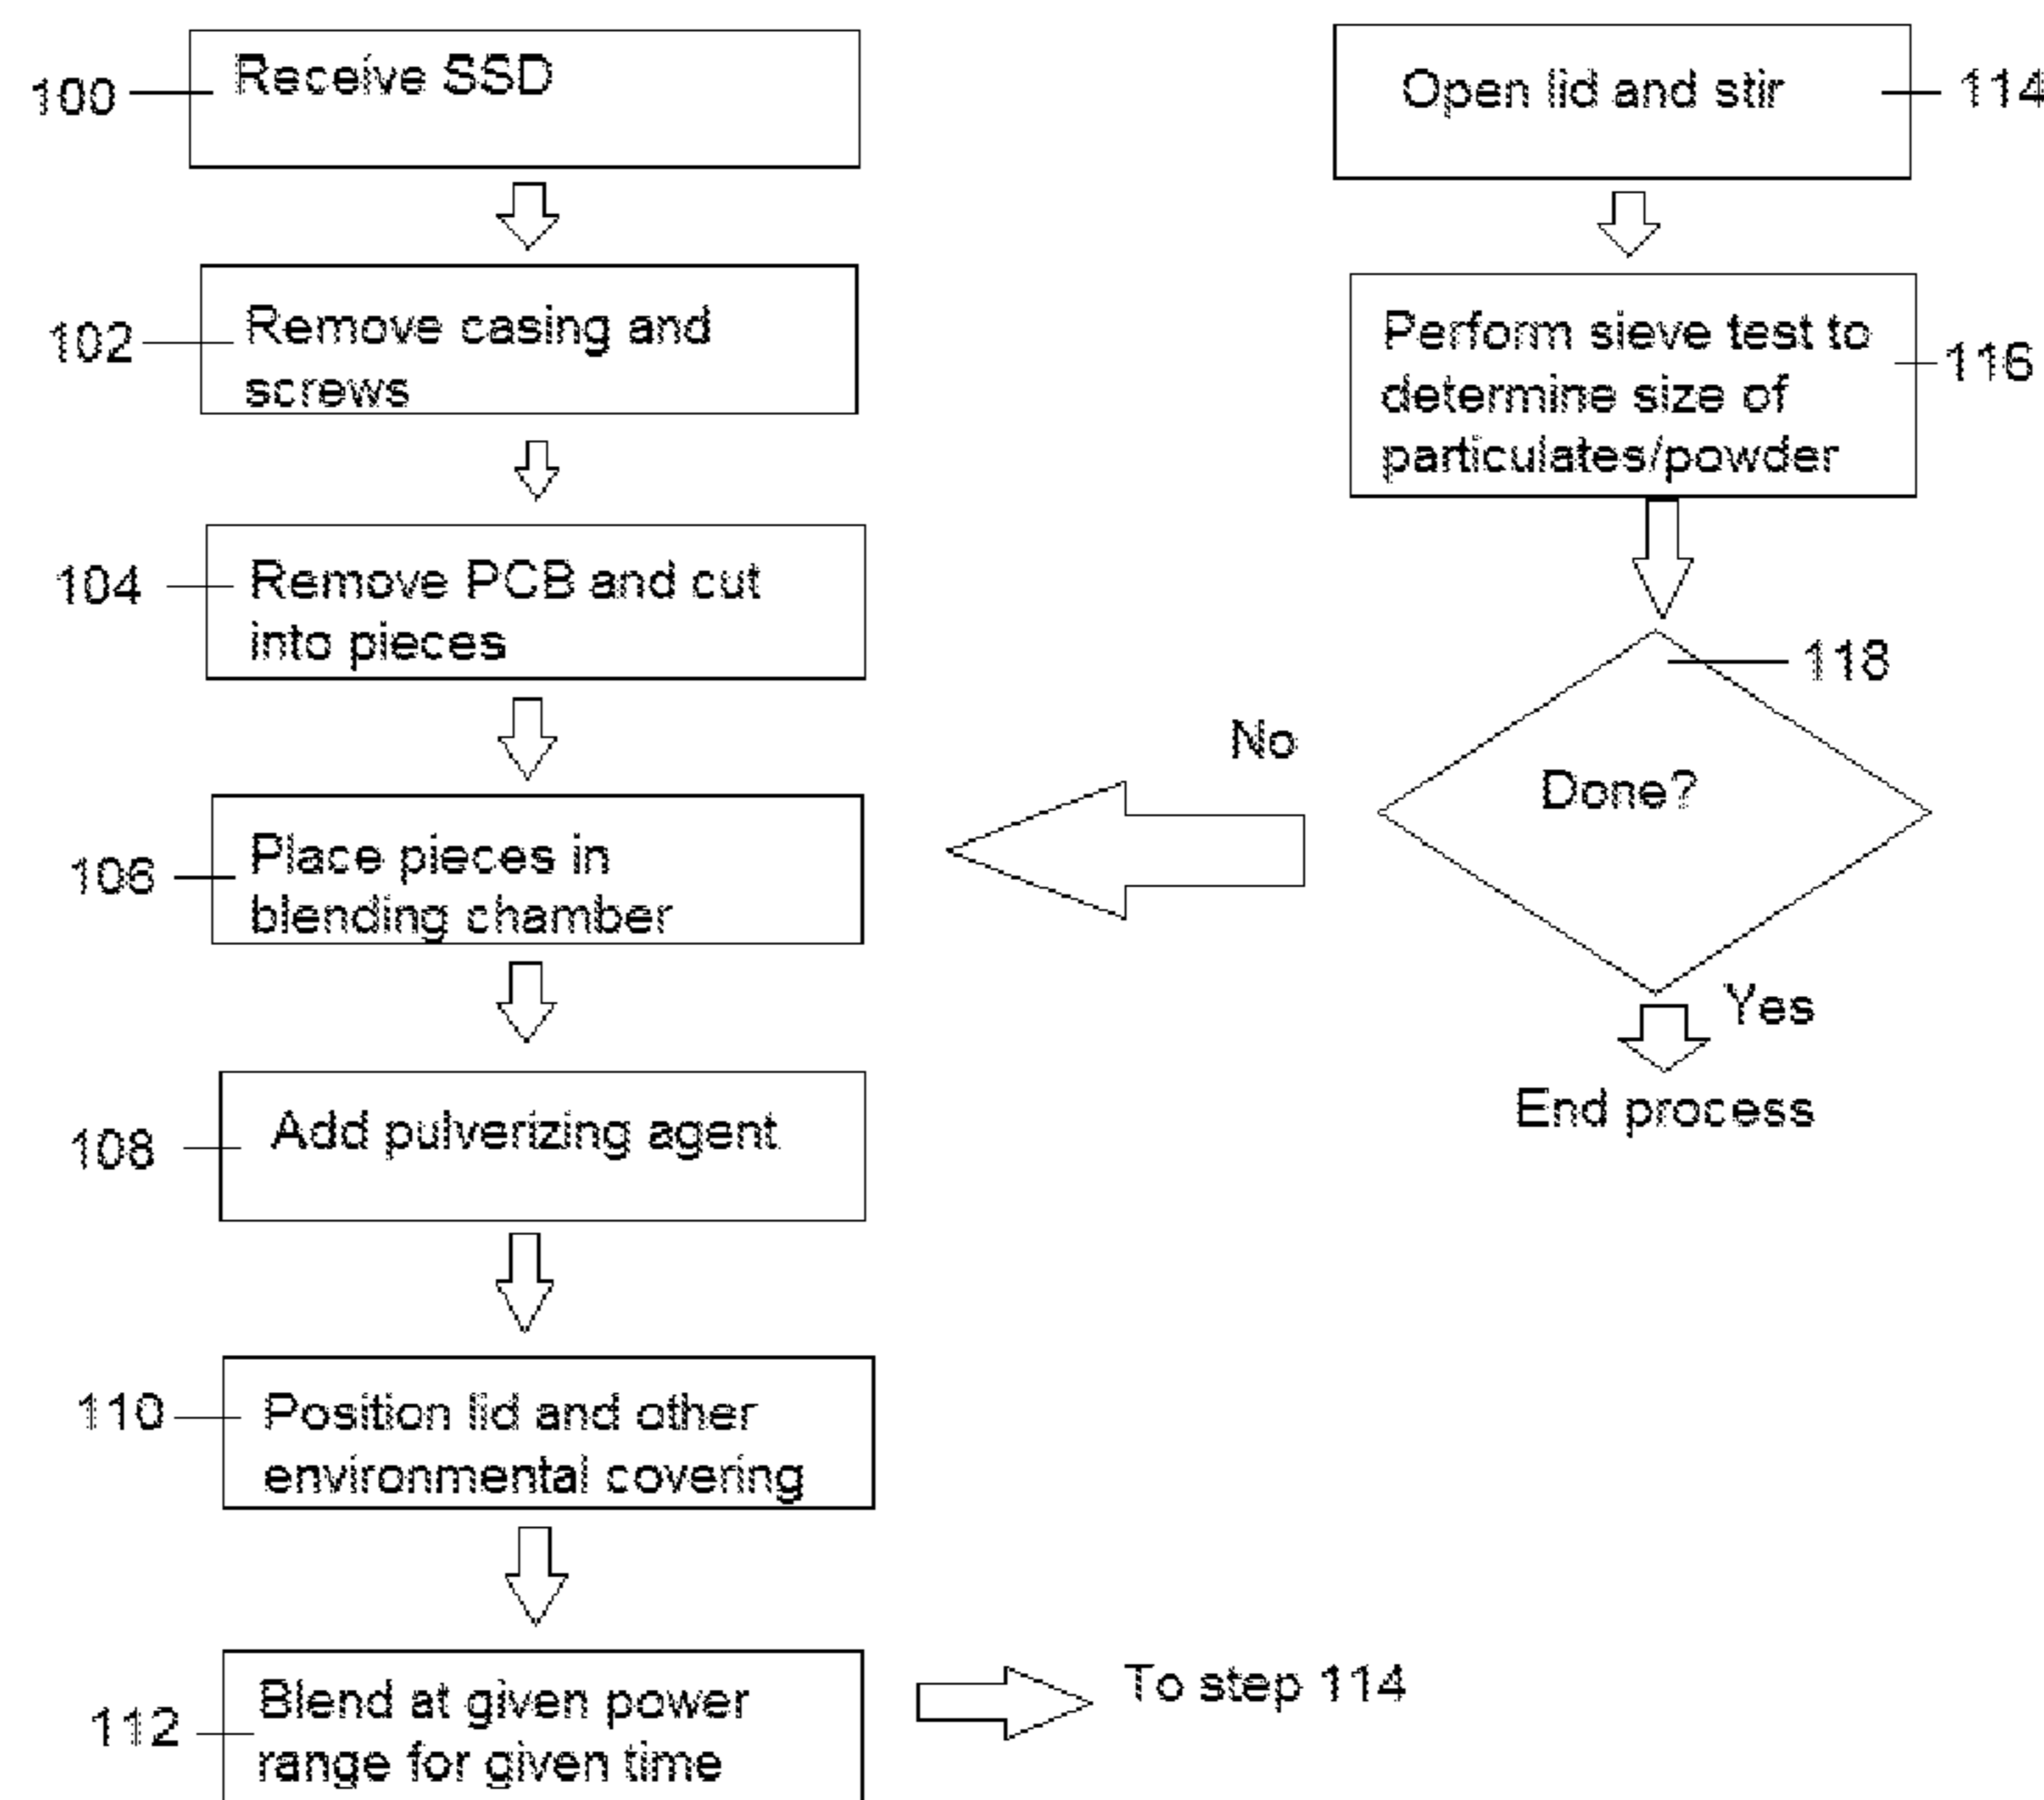 100
Receive SSD
102
Remove casing and
screws
104
Remove PCB and cut
into pieces
106
Place pieces in
blending chamber
108
Add pulverizing agent
110
Position lid and other
environmental covering
112
Blend at given power
range for given time
To step 114
Open lid and stir
114
Perform sieve test to
determine size of
particulates/powder
116
118
Done?
No
Yes
End process